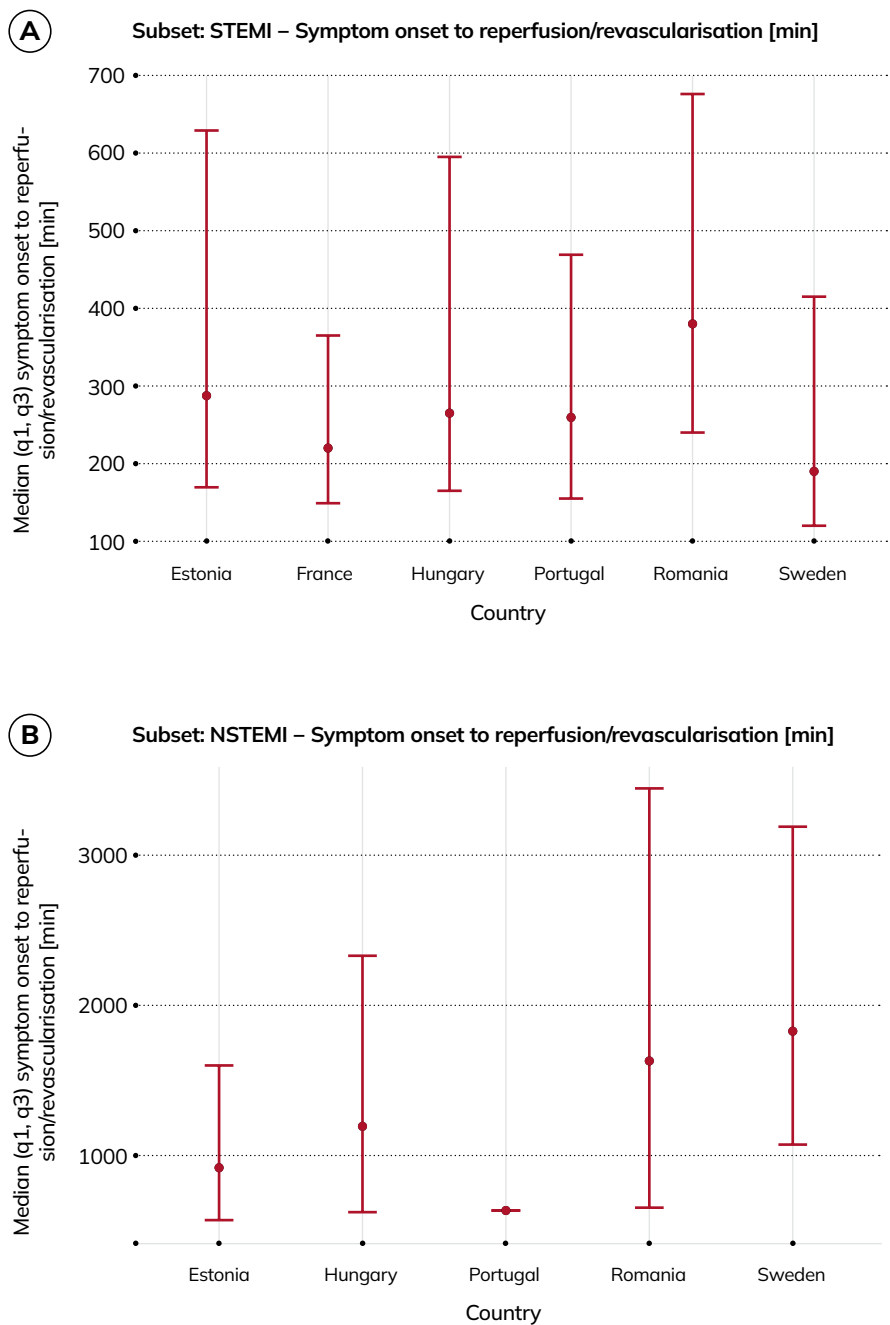 A
Subset: STEMI – Symptom onset to reperfusion/revascularisation [min]
Median (q1, q3) symptom onset to reperfu-
sion/revascularisation [min]
700
600
500
400
300
200
100
Estonia
France
Hungary
Portugal
Romania
Sweden
Country
B
Subset: NSTEMI – Symptom onset to reperfusion/revascularisation [min]
Median (q1, q3) symptom onset to reperfu-
sion/revascularisation [min]
3000
2000
1000
Estonia
Hungary
Portugal
Romania
Sweden
Country